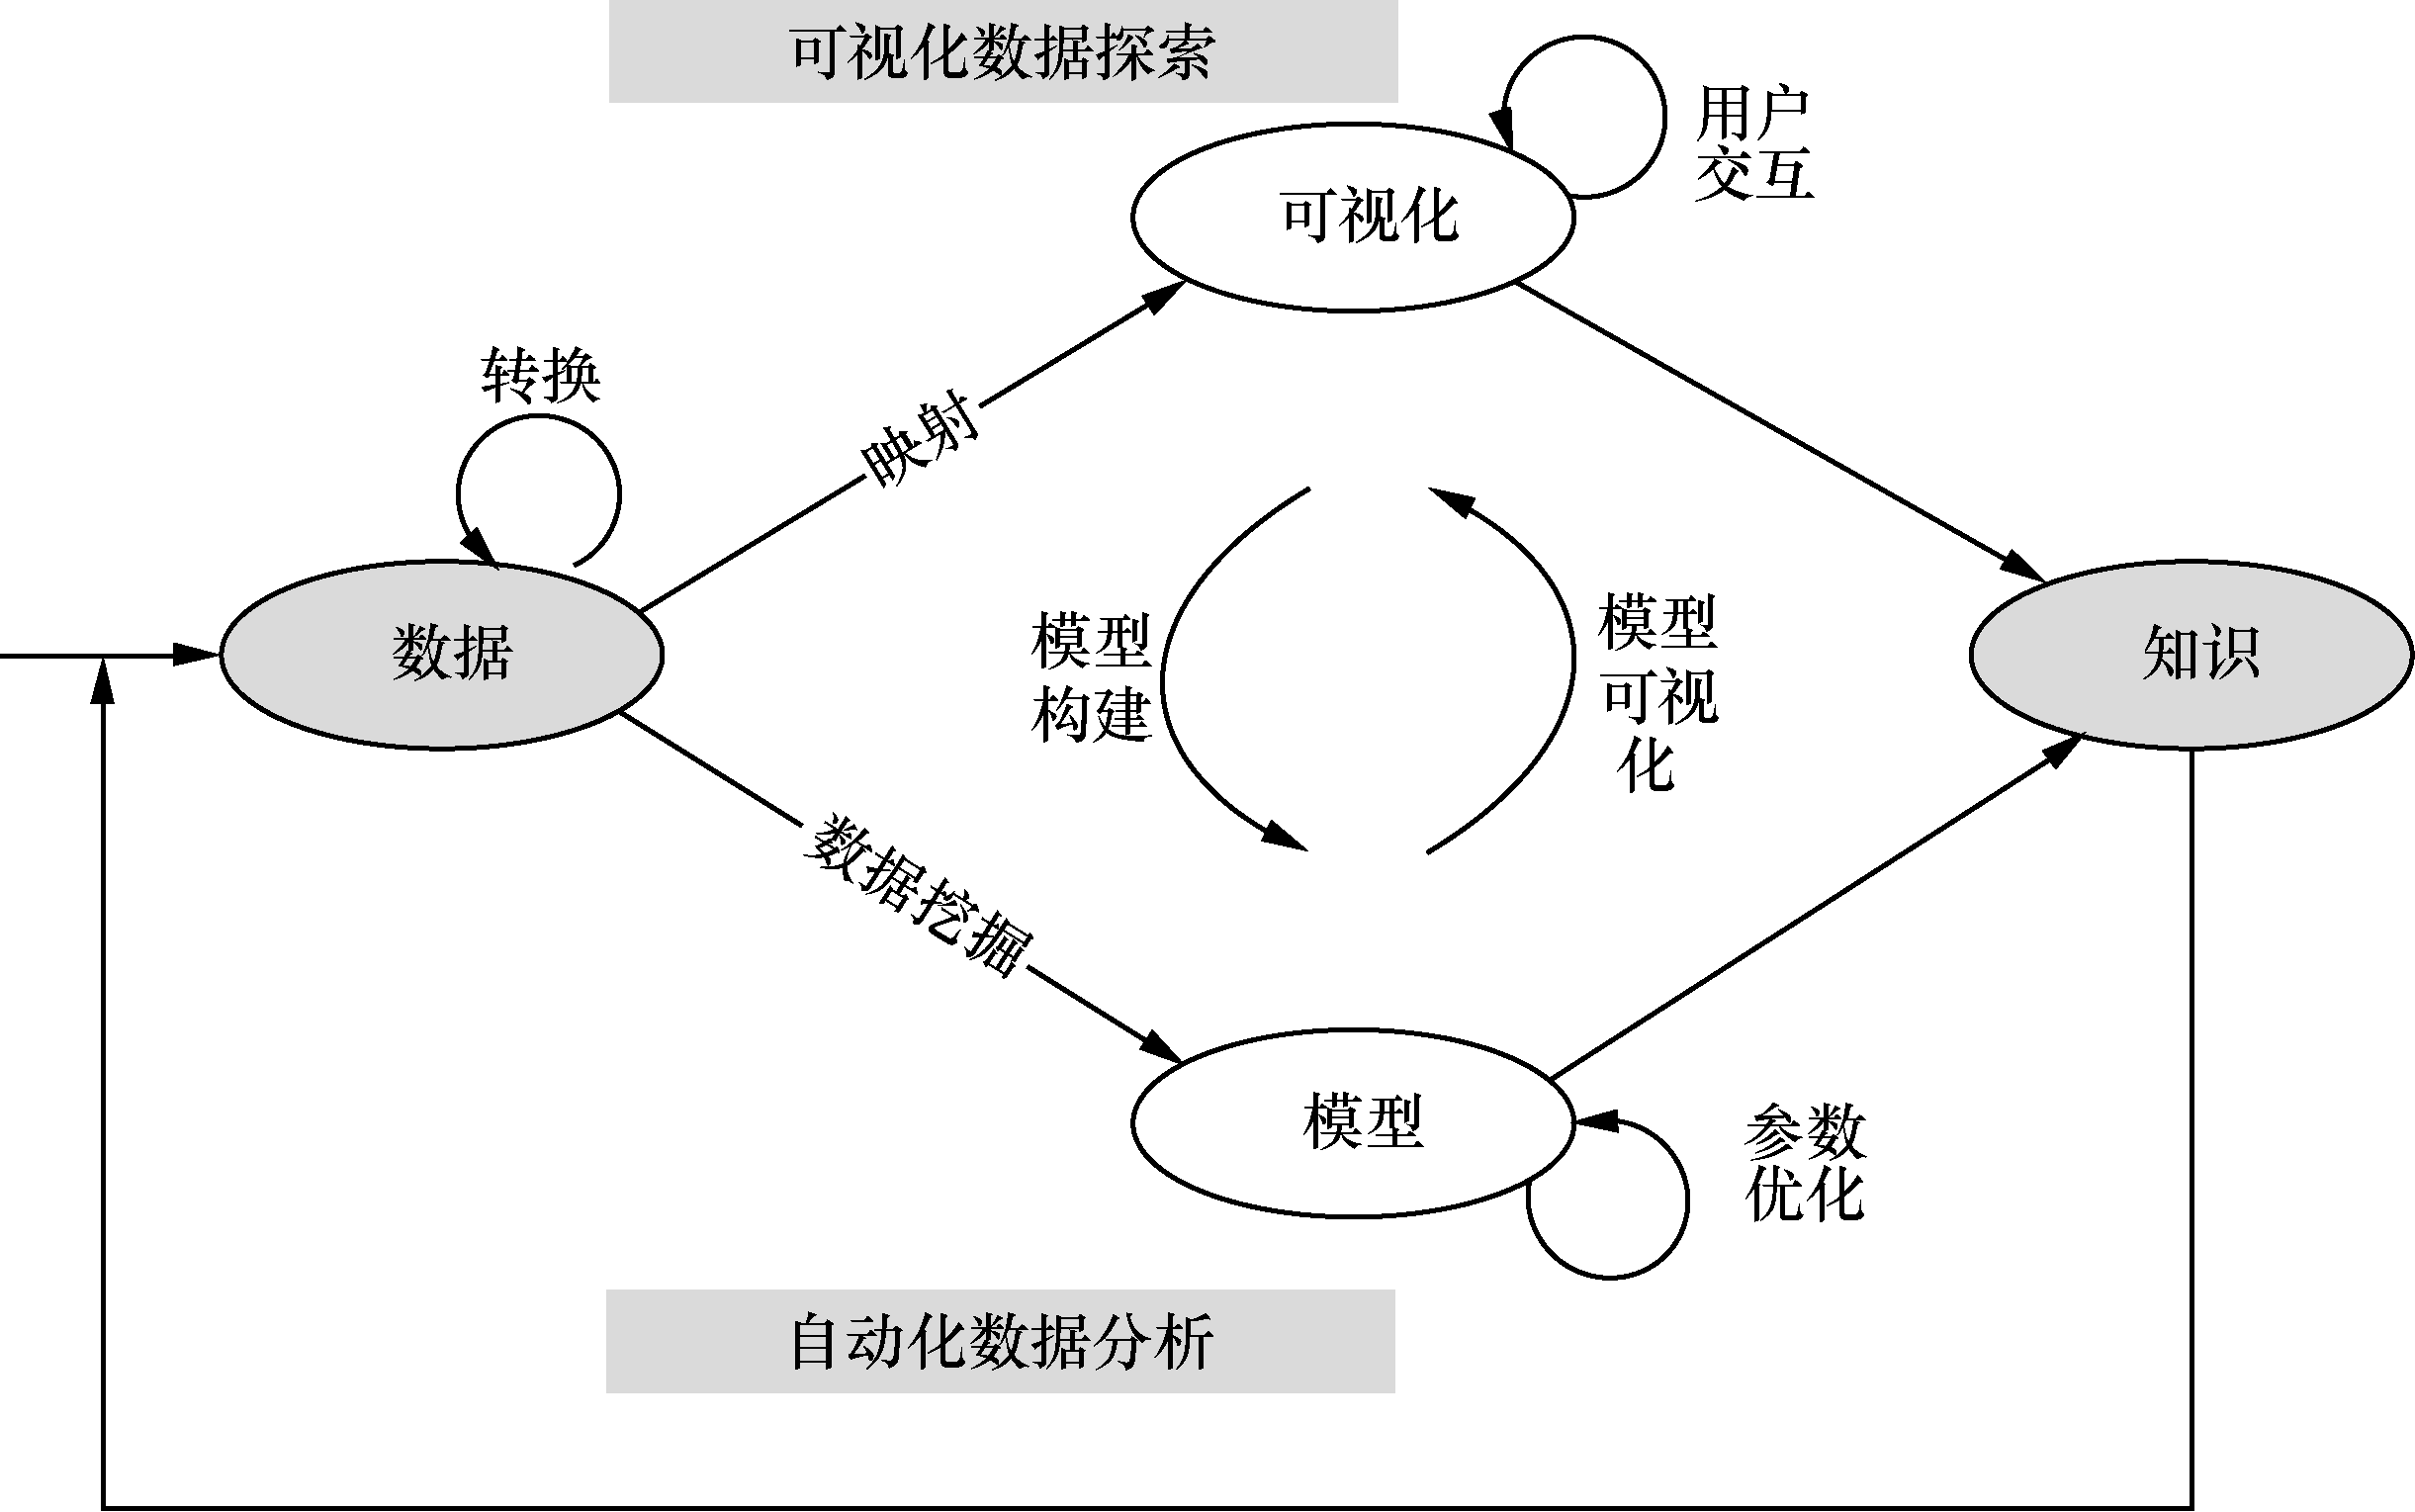 可视化数据探索
用户
交互
可视化
转换
映射
模型
构建
模型
可视
化
数据
知识
数据挖掘
模型
参数
优化
自动化数据分析